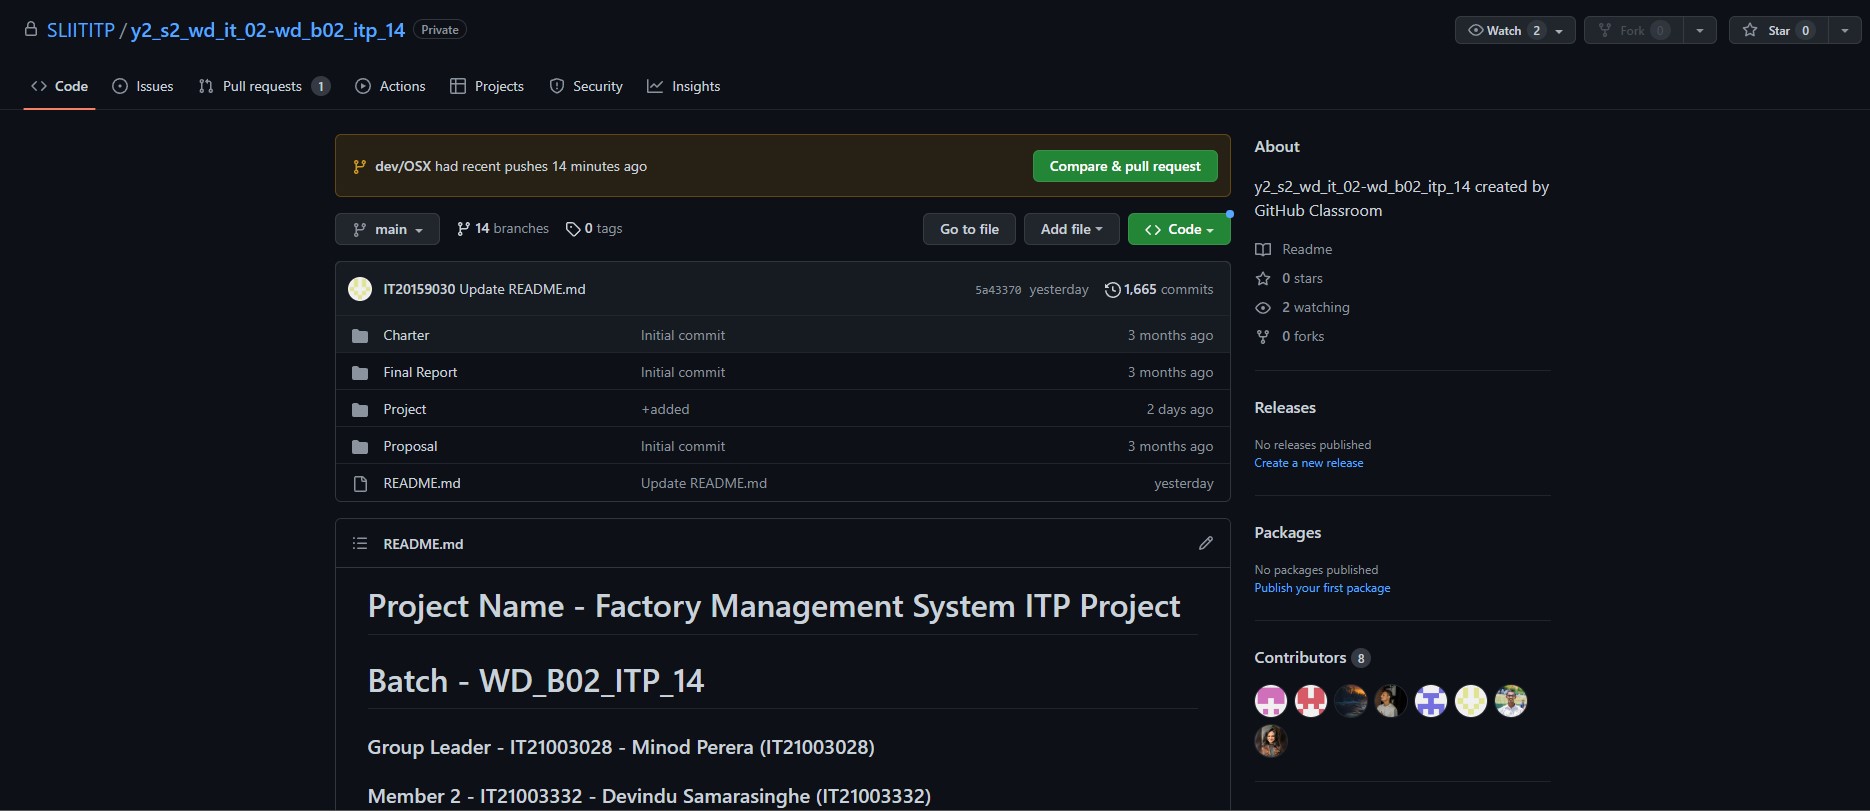 SLIITITP / y2_s2_wd_it_02-wd_b02_itp_14 Private
Watch 2 Fork 0 Star 0
Code Issues Pull requests 1 Actions Projects Security Insights
dev/OSX had recent pushes 14 minutes ago Compare & pull request
main 14 branches 0 tags Go to file Add file Code
IT20159030 Update README.md 5a43370 yesterday 1,665 commits
Charter Initial commit 3 months ago
Final Report Initial commit 3 months ago
Project +added 2 days ago
Proposal Initial commit 3 months ago
README.md Update README.md yesterday
README.md
Project Name - Factory Management System ITP Project
Batch - WD_B02_ITP_14
Group Leader - IT21003028 - Minod Perera (IT21003028)
Member 2 - IT21003332 - Devindu Samarasinghe (IT21003332)
About
y2_s2_wd_it_02-wd_b02_itp_14 created by
GitHub Classroom
Readme
0 stars
2 watching
0 forks
Releases
No releases published
Create a new release
Packages
No packages published
Publish your first package
Contributors 8